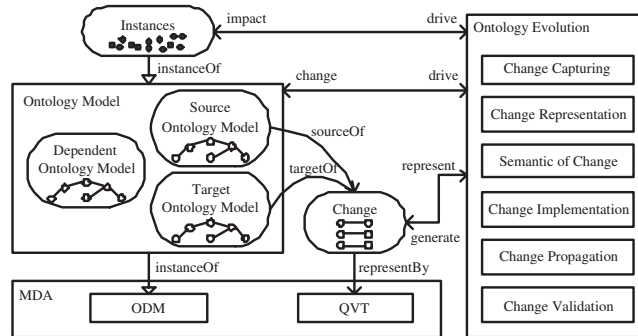 Instances
impact
drive
Ontology Evolution
instanceOf
change
drive
Change Capturing
Ontology Model
Source
Ontology Model
sourceOf
Change Representation
Dependent
Ontology Model
targetOf
represent
Semantic of Change
Target
Ontology Model
Change
generate
Change Implementation
instanceOf
representBy
Change Propagation
MDA
ODM
QVT
Change Validation